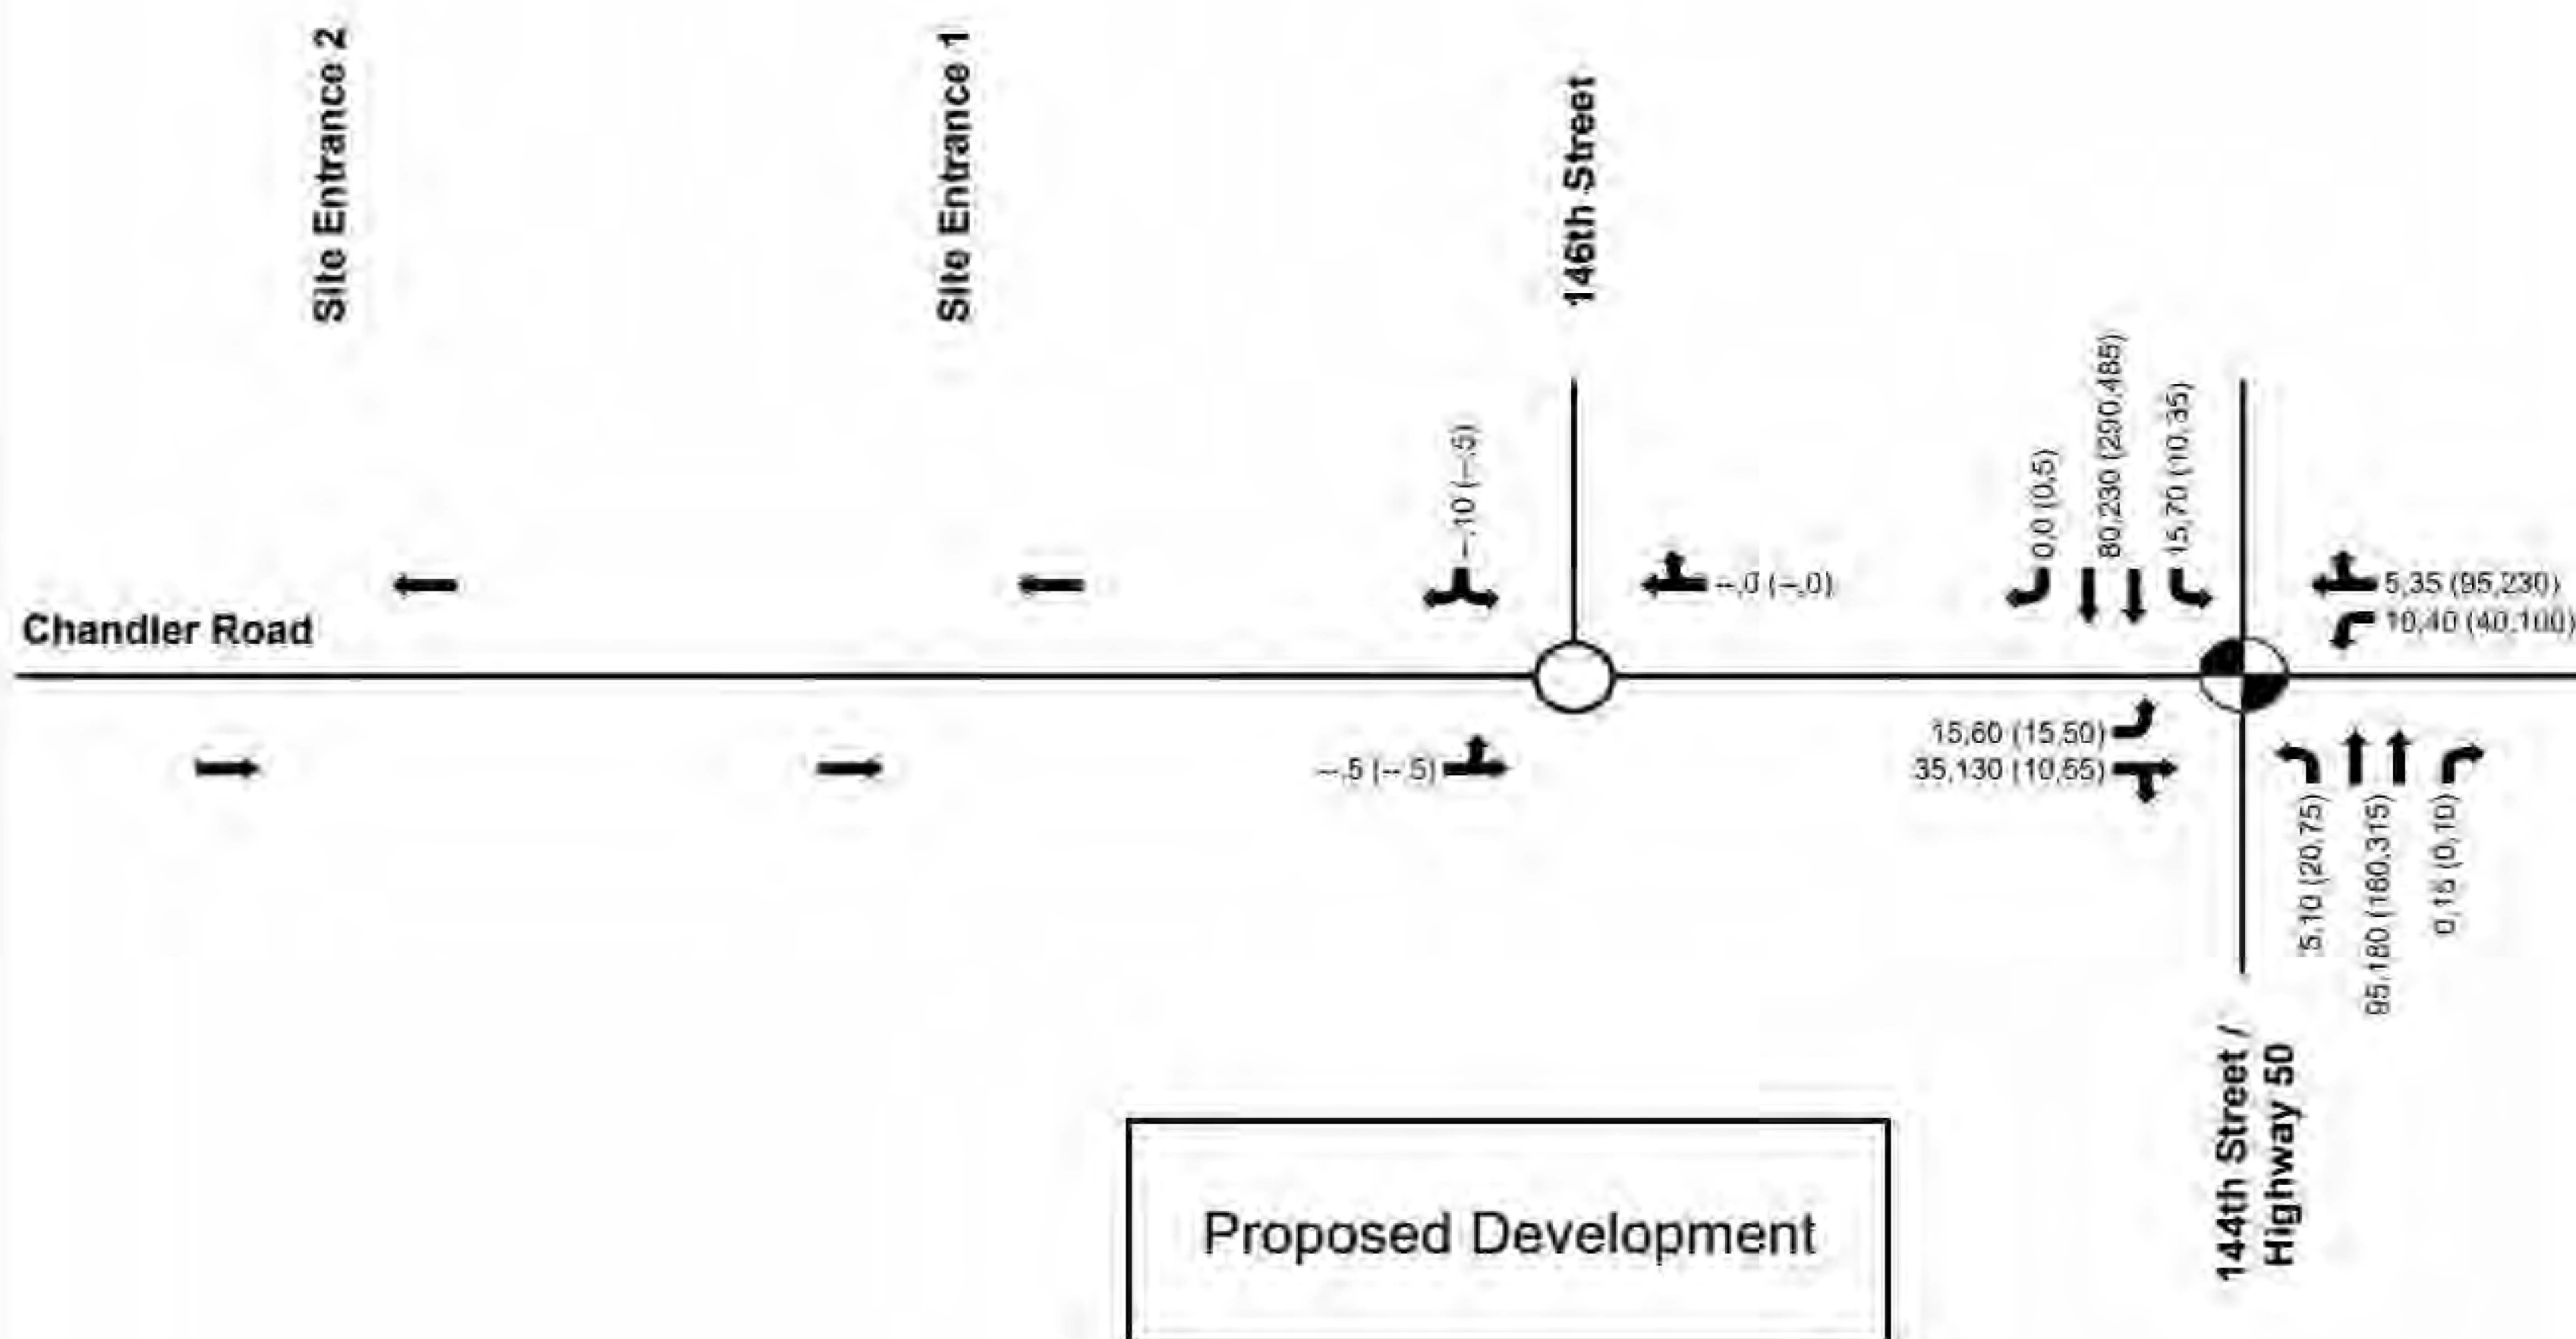 Site Entrance 2
Site Entrance 1
146th Street
--,10 (--,5)
--,0 (--,0)
0,0 (0,5)
80,230 (290,485)
15,70 (10,35)
5,35 (95,230)
10,40 (40,100)
Chandler Road
--,5 (--,5)
15,60 (15,50)
35,130 (10,55)
5,10 (20,75)
95,180 (160,315)
0,15 (0,10)
144th Street /
Highway 50
Proposed Development